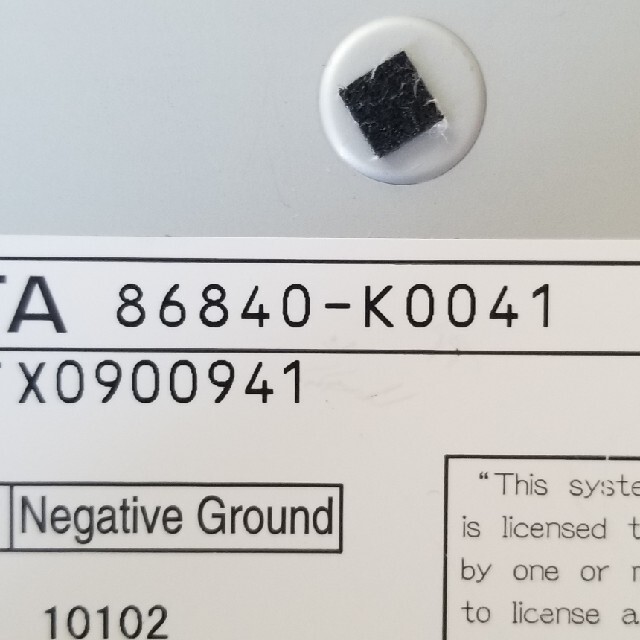 TA 86840-K0041
X0900941
Negative Ground
"This syste
is licensed t
by one or
10102
to license a